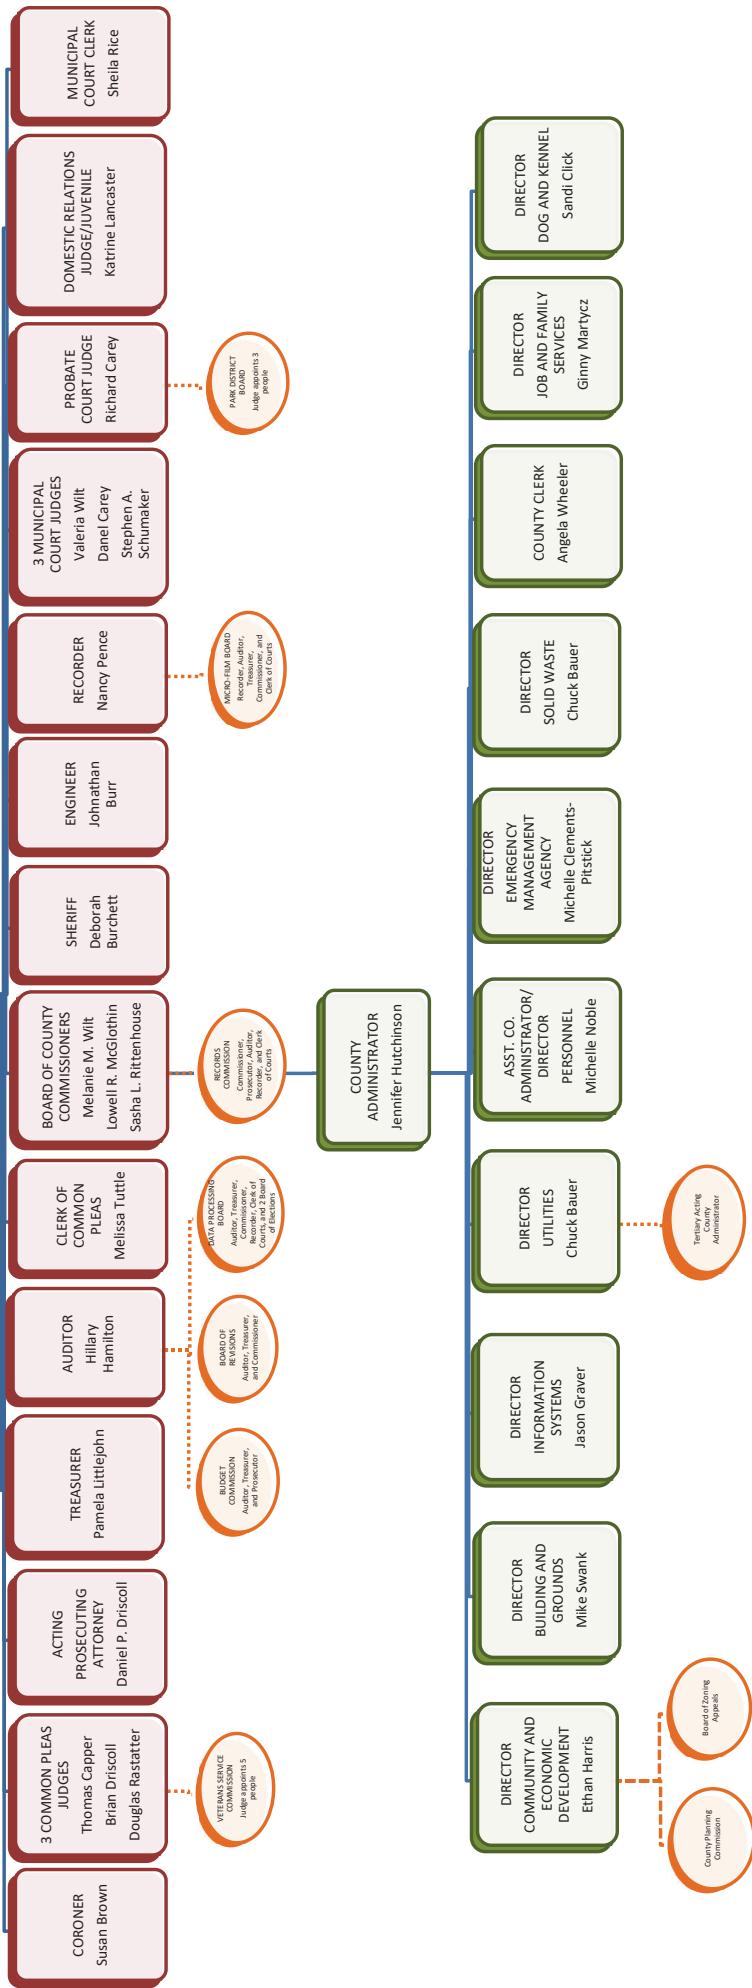 CORONER
Susan Brown
3 COMMON PLEAS
JUDGES
Thomas Capper
Brian Driscoll
Douglas Rastatter
ACTING
PROSECUTING
ATTORNEY
Daniel P. Driscoll
TREASURER
Pamela Littlejohn
AUDITOR
Hillary
Hamilton
CLERK OF
COMMON
PLEAS
Melissa Tuttle
BOARD OF COUNTY
COMMISSIONERS
Melanie M. Wilt
Lowell R. McGlothin
Sasha L. Rittenhouse
SHERIFF
Deborah
Burchett
ENGINEER
Johnathan
Burr
RECORDER
Nancy Pence
3 MUNICIPAL
COURT JUDGES
Valeria Wilt
Danel Carey
Stephen A.
Schumaker
PROBATE
COURT JUDGE
Richard Carey
DOMESTIC RELATIONS
JUDGE/JUVENILE
Katrine Lancaster
MUNICIPAL
COURT CLERK
Sheila Rice
VETERANS SERVICE
COMMISSION
Judge appoints 5
people
BUDGET
COMMISSION
Auditor, Treasurer,
and Prosecutor
BOARD OF
REVISIONS
Auditor, Treasurer,
and Commissioner
DATA PROCESSING
BOARD
Auditor, Treasurer,
Commissioner,
Recorder, Clerk of
Courts, and 2 Board
of Elections
RECORDS
COMMISSION
Commissioner,
Prosecutor, Auditor,
Recorder, and Clerk
of Courts
MICRO-FILM BOARD
Recorder, Auditor,
Treasurer,
Commissioner, and
Clerk of Courts
PARK DISTRICT
BOARD
Judge appoints 3
people
COUNTY
ADMINISTRATOR
Jennifer Hutchinson
DIRECTOR
COMMUNITY AND
ECONOMIC
DEVELOPMENT
Ethan Harris
DIRECTOR
BUILDING AND
GROUNDS
Mike Swank
DIRECTOR
INFORMATION
SYSTEMS
Jason Graver
DIRECTOR
UTILITIES
Chuck Bauer
ASST. CO.
ADMINISTRATOR/
DIRECTOR
PERSONNEL
Michelle Noble
DIRECTOR
EMERGENCY
MANAGEMENT
AGENCY
Michelle Clements-
Pitstick
DIRECTOR
SOLID WASTE
Chuck Bauer
COUNTY CLERK
Angela Wheeler
DIRECTOR
JOB AND FAMILY
SERVICES
Ginny Martycz
DIRECTOR
DOG AND KENNEL
Sandi Click
County Planning
Commission
Board of Zoning
Appeals
Tertiary Acting
County
Administrator